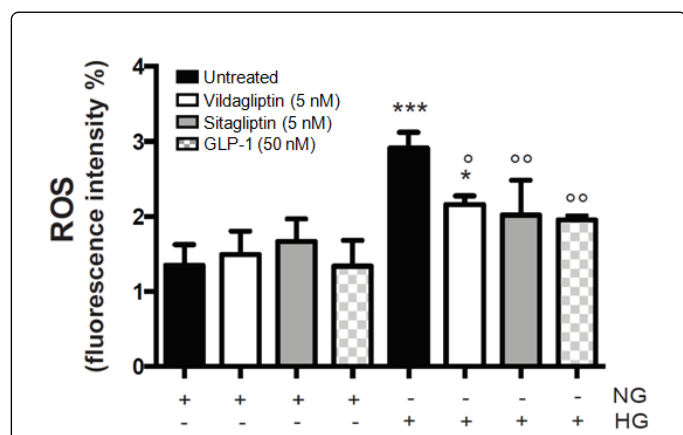 4
3
2
1
0
ROS
(fluorescence intensity %)
Untreated
Vildagliptin (5 nM)
Sitagliptin (5 nM)
GLP-1 (50 nM)
***
°
*
°°
°°
+ + + + - - - - NG
- - - - + + + + HG